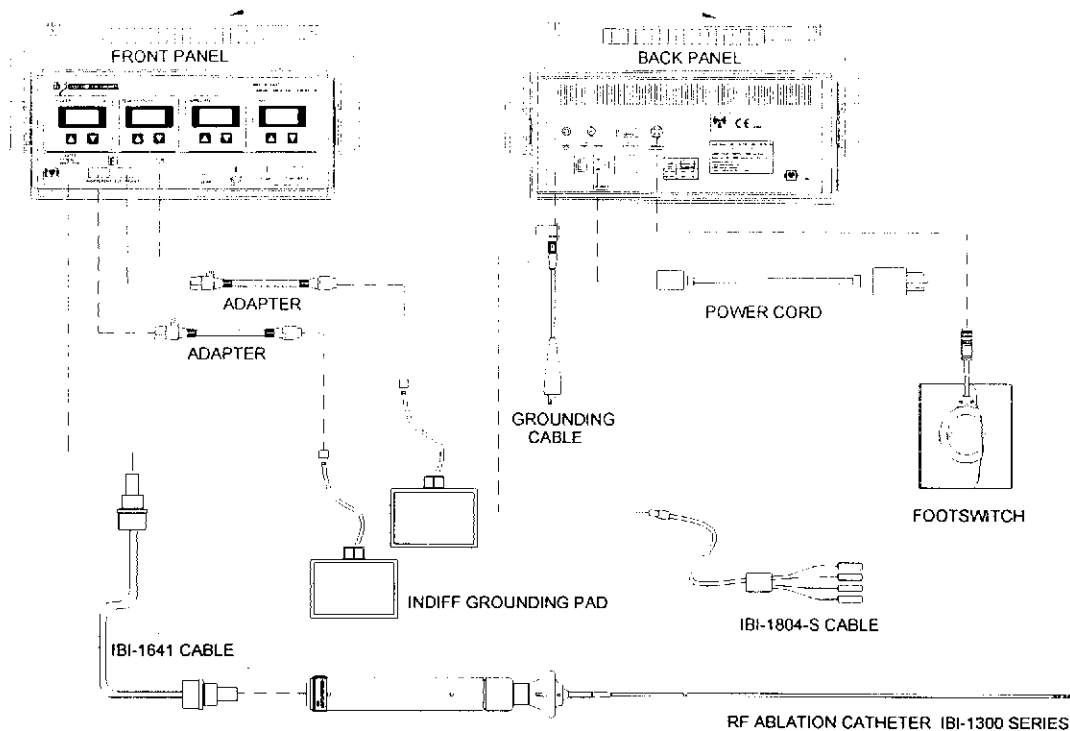 FRONT PANEL
BACK PANEL
CE
ADAPTER
ADAPTER
POWER CORD
GROUNDING
CABLE
FOOTSWITCH
INDIFF GROUNDING PAD
IBI-1804-S CABLE
IBI-1641 CABLE
RF ABLATION CATHETER IBI-1300 SERIES